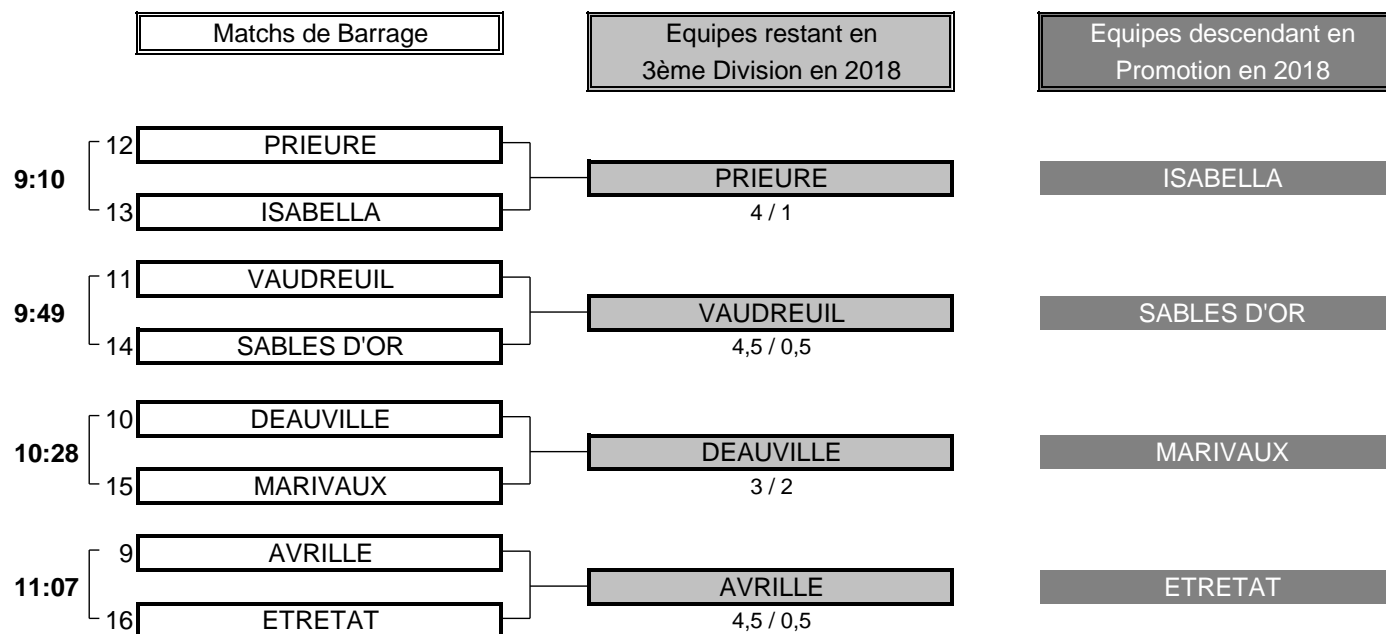 Matchs de Barrage
Equipes restant en
3ème Division en 2018
Equipes descendant en
Promotion en 2018
12 PRIEURE
9:10 PRIEURE ISABELLA
13 ISABELLA 4 / 1
11 VAUDREUIL
9:49 VAUDREUIL SABLES D'OR
14 SABLES D'OR 4,5 / 0,5
10 DEAUVILLE
10:28 DEAUVILLE MARIVAUX
15 MARIVAUX 3 / 2
9 AVRILLE
11:07 AVRILLE ETRETAT
16 ETRETAT 4,5 / 0,5